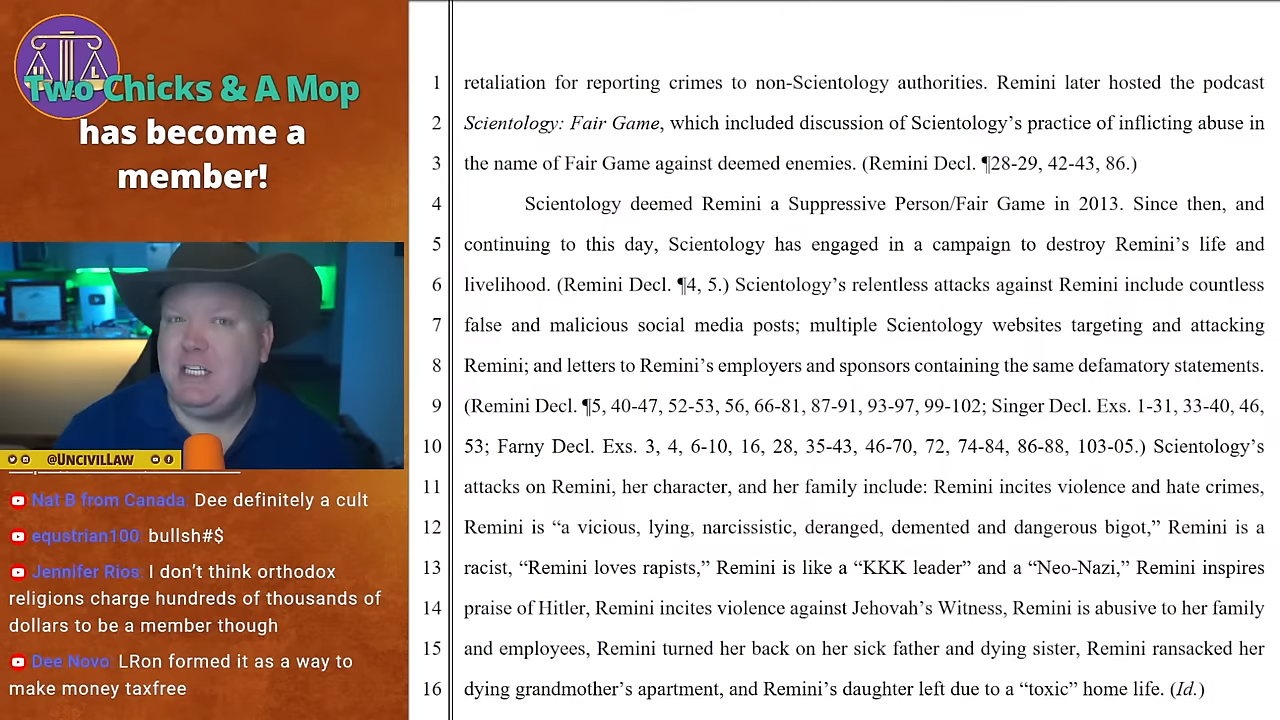 U L
Two Chicks & A Mop
has become a
member!
@UNCIVILLAW
Nat B from Canada: Dee definitely a cult
equstrian100: bullsh#$
Jennifer Rios: I don't think orthodox
religions charge hundreds of thousands of
dollars to be a member though
Dee Novo: LRon formed it as a way to
make money taxfree
1 retaliation for reporting crimes to non-Scientology authorities. Remini later hosted the podcast
2 Scientology: Fair Game, which included discussion of Scientology's practice of inflicting abuse in
3 the name of Fair Game against deemed enemies. (Remini Decl. ¶28-29, 42-43, 86.)
4 Scientology deemed Remini a Suppressive Person/Fair Game in 2013. Since then, and
5 continuing to this day, Scientology has engaged in a campaign to destroy Remini's life and
6 livelihood. (Remini Decl. ¶4, 5.) Scientology's relentless attacks against Remini include countless
7 false and malicious social media posts; multiple Scientology websites targeting and attacking
8 Remini; and letters to Remini's employers and sponsors containing the same defamatory statements.
9 (Remini Decl. ¶5, 40-47, 52-53, 56, 66-81, 87-91, 93-97, 99-102; Singer Decl. Exs. 1-31, 33-40, 46,
10 53; Farny Decl. Exs. 3, 4, 6-10, 16, 28, 35-43, 46-70, 72, 74-84, 86-88, 103-05.) Scientology's
11 attacks on Remini, her character, and her family include: Remini incites violence and hate crimes,
12 Remini is “a vicious, lying, narcissistic, deranged, demented and dangerous bigot,” Remini is a
13 racist, “Remini loves rapists,” Remini is like a “KKK leader” and a “Neo-Nazi,” Remini inspires
14 praise of Hitler, Remini incites violence against Jehovah's Witness, Remini is abusive to her family
15 and employees, Remini turned her back on her sick father and dying sister, Remini ransacked her
16 dying grandmother's apartment, and Remini's daughter left due to a “toxic” home life. (Id.)